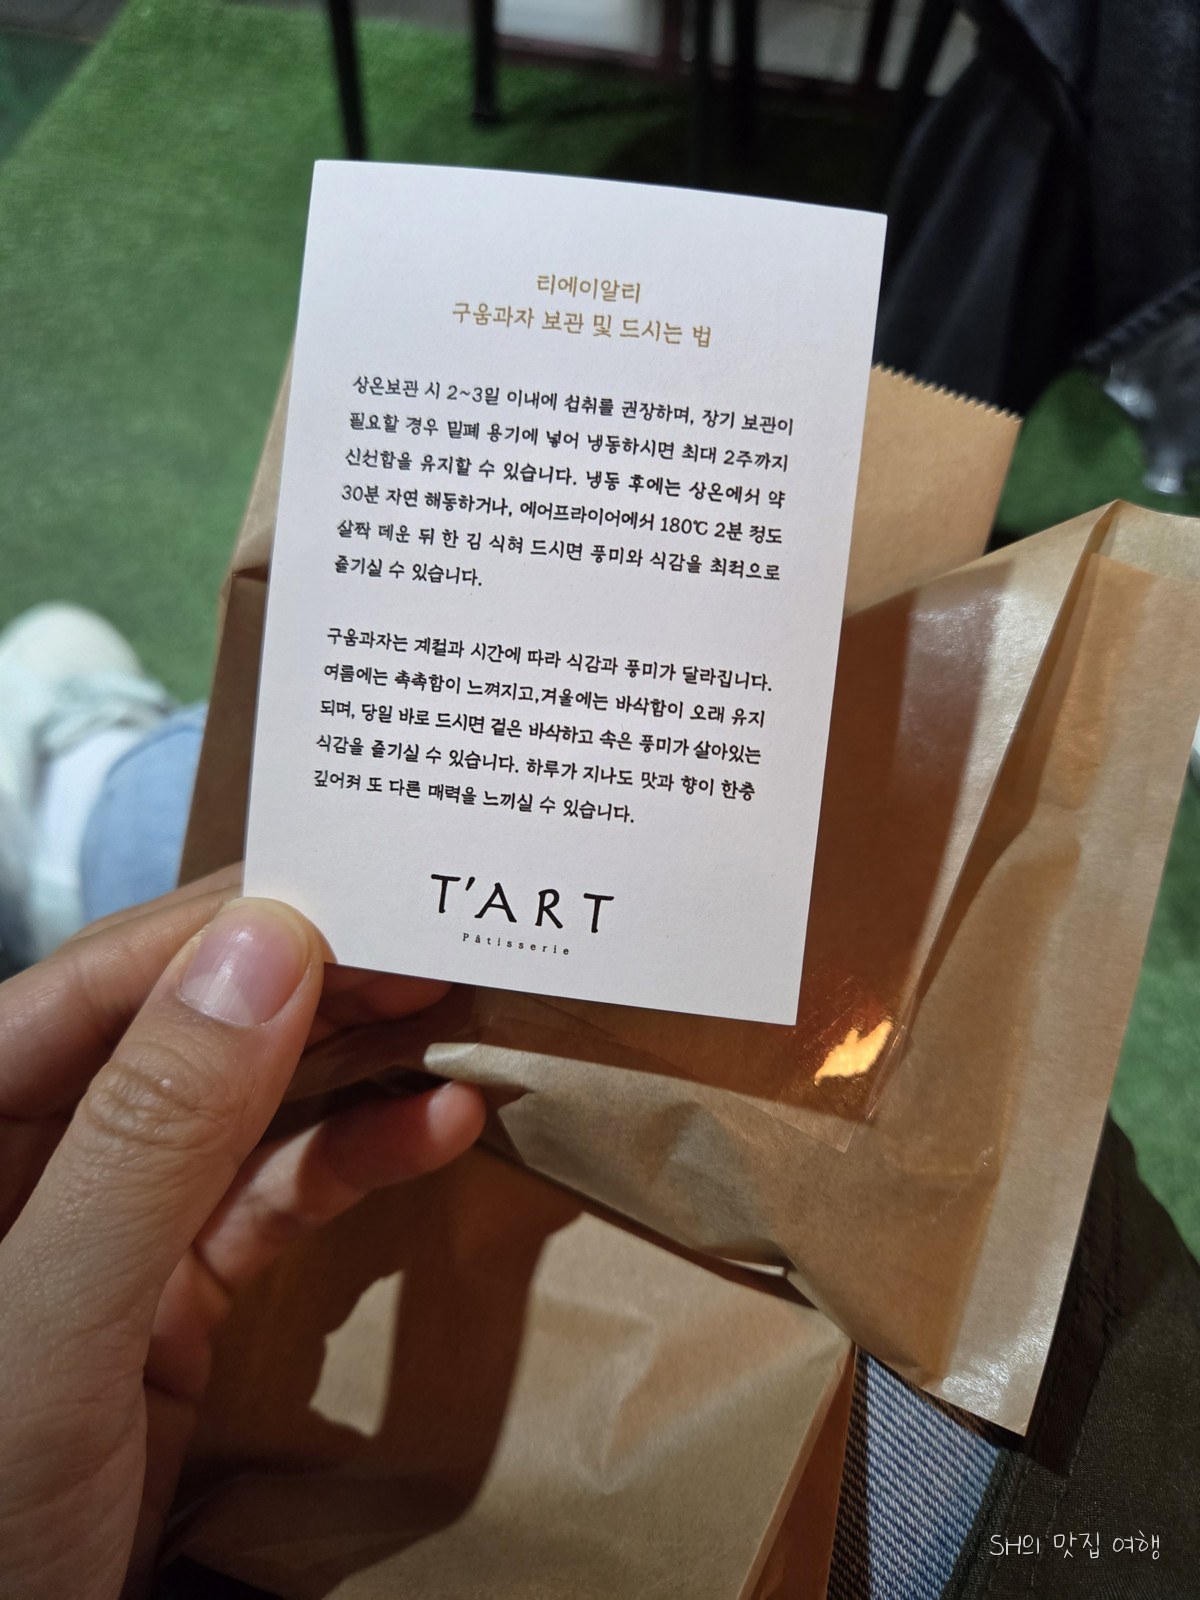 티에이알티
구움과자 보관 및 드시는 법
상온보관 시 2~3일 이내에 섭취를 권장하며, 장기 보관이
필요할 경우 밀폐 용기에 넣어 냉동하시면 최대 2주까지
신선함을 유지할 수 있습니다. 냉동 후에는 상온에서 약
30분 자연 해동하거나, 에어프라이어에서 180℃ 2분 정도
살짝 데운 뒤 한 김 식혀 드시면 풍미와 식감을 최적으로
즐기실 수 있습니다.
구움과자는 계절과 시간에 따라 식감과 풍미가 달라집니다.
여름에는 촉촉함이 느껴지고,겨울에는 바삭함이 오래 유지
되며, 당일 바로 드시면 겉은 바삭하고 속은 풍미가 살아있는
식감을 즐기실 수 있습니다. 하루가 지나도 맛과 향이 한층
깊어져 또 다른 매력을 느끼실 수 있습니다.
T'ART
Pâtisserie
SH의 맛집 여행